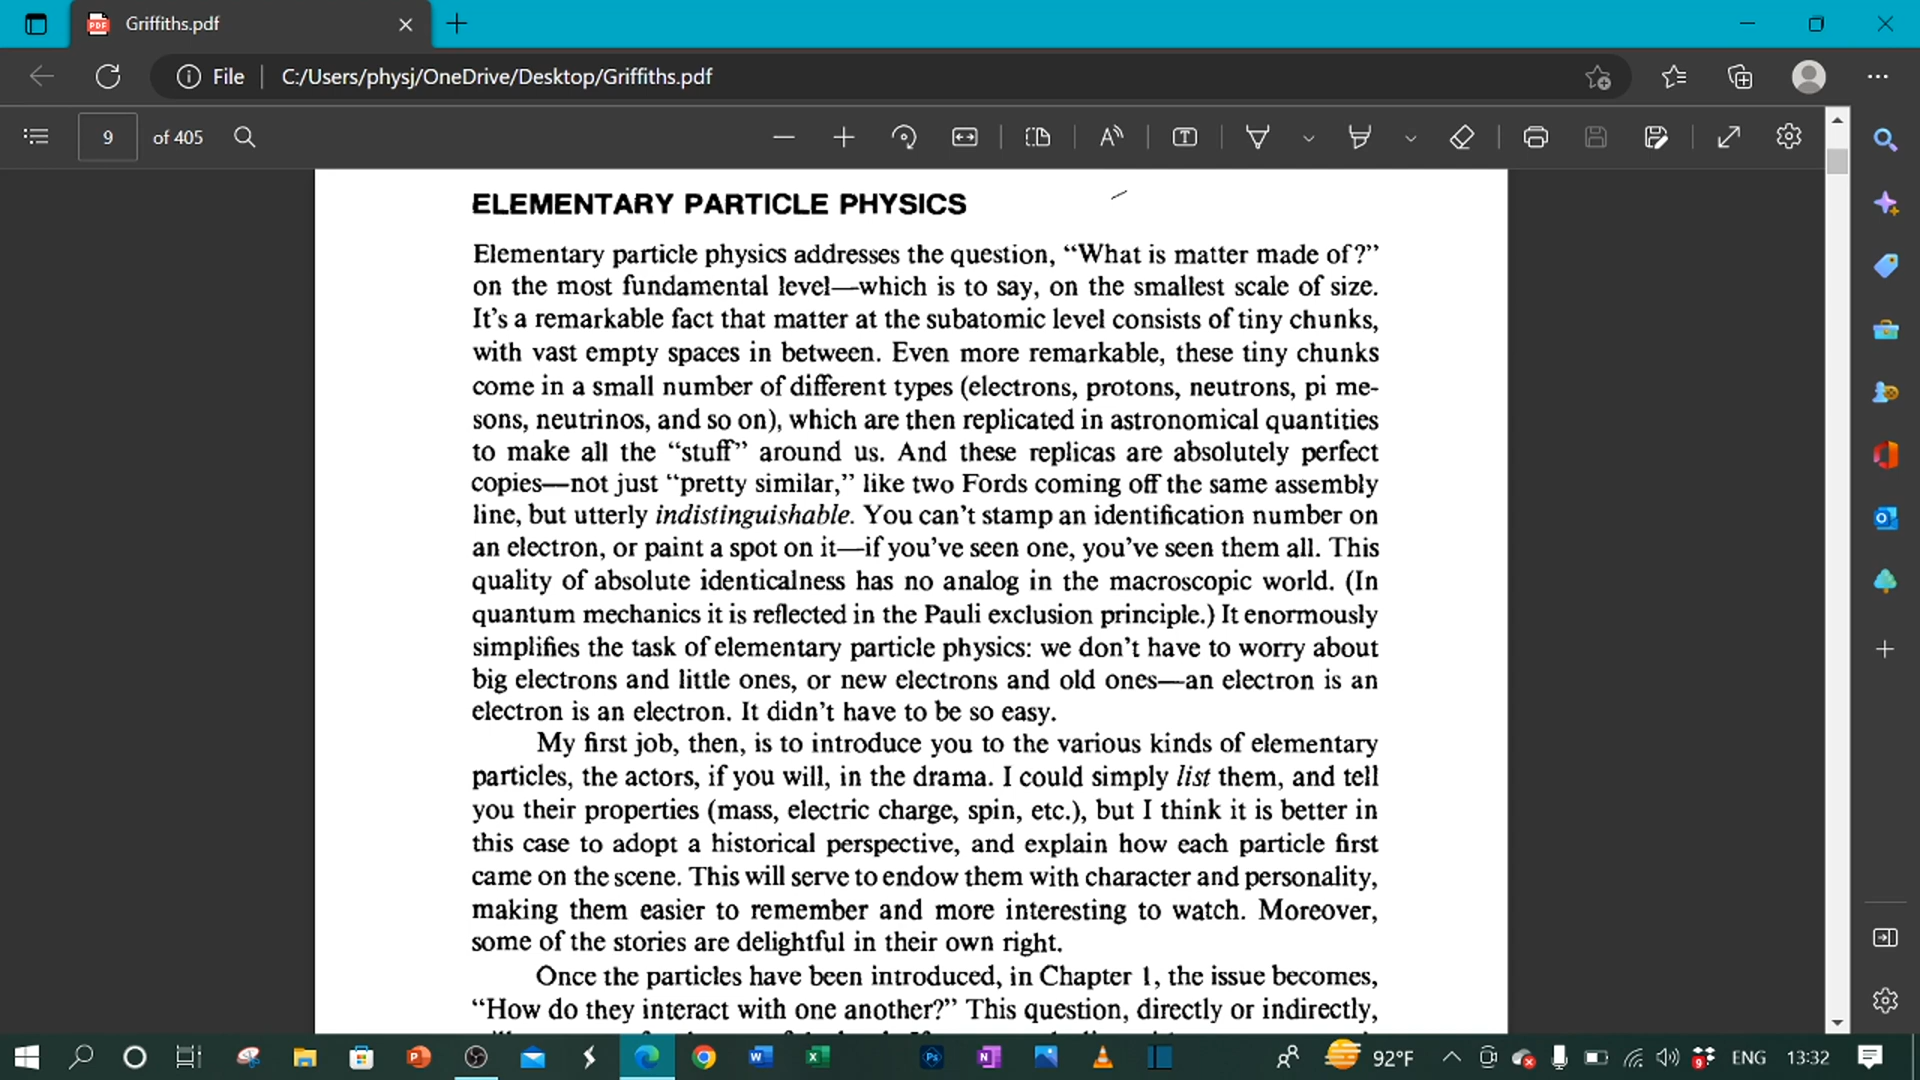 Griffiths.pdf
File
C:/Users/physj/OneDrive/Desktop/Griffiths.pdf
9 of 405
ELEMENTARY PARTICLE PHYSICS
Elementary particle physics addresses the question, “What is matter made of?”
on the most fundamental level—which is to say, on the smallest scale of size.
It’s a remarkable fact that matter at the subatomic level consists of tiny chunks,
with vast empty spaces in between. Even more remarkable, these tiny chunks
come in a small number of different types (electrons, protons, neutrons, pi me-
sons, neutrinos, and so on), which are then replicated in astronomical quantities
to make all the “stuff” around us. And these replicas are absolutely perfect
copies—not just “pretty similar,” like two Fords coming off the same assembly
line, but utterly indistinguishable. You can’t stamp an identification number on
an electron, or paint a spot on it—if you’ve seen one, you’ve seen them all. This
quality of absolute identicalness has no analog in the macroscopic world. (In
quantum mechanics it is reflected in the Pauli exclusion principle.) It enormously
simplifies the task of elementary particle physics: we don’t have to worry about
big electrons and little ones, or new electrons and old ones—an electron is an
electron is an electron. It didn’t have to be so easy.
My first job, then, is to introduce you to the various kinds of elementary
particles, the actors, if you will, in the drama. I could simply list them, and tell
you their properties (mass, electric charge, spin, etc.), but I think it is better in
this case to adopt a historical perspective, and explain how each particle first
came on the scene. This will serve to endow them with character and personality,
making them easier to remember and more interesting to watch. Moreover,
some of the stories are delightful in their own right.
Once the particles have been introduced, in Chapter 1, the issue becomes,
“How do they interact with one another?” This question, directly or indirectly,
92°F
ENG
13:32